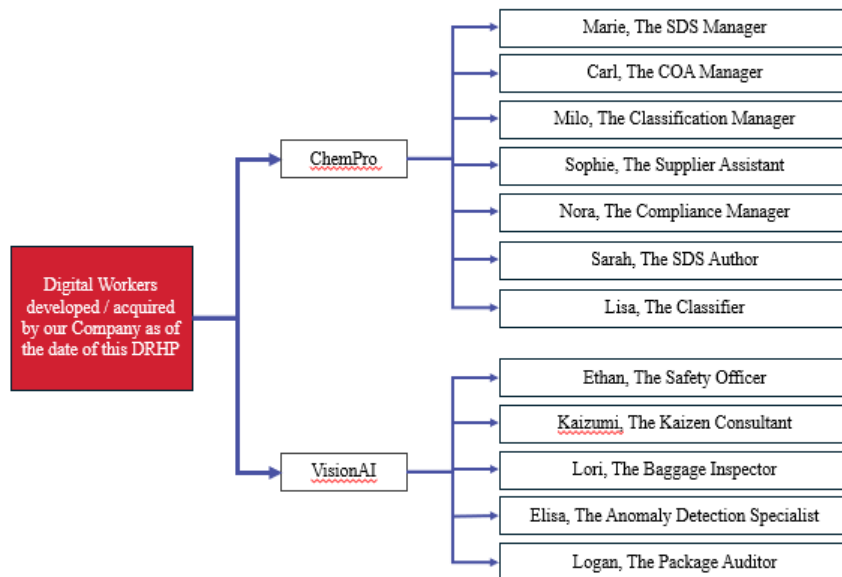 Marie, The SDS Manager
Carl, The COA Manager
Milo, The Classification Manager
ChemPro
Sophie, The Supplier Assistant
Nora, The Compliance Manager
Sarah, The SDS Author
Lisa, The Classifier
Digital Workers
developed / acquired
by our Company as of
the date of this DRHP
Ethan, The Safety Officer
Kaizumi, The Kaizen Consultant
VisionAI
Lori, The Baggage Inspector
Elisa, The Anomaly Detection Specialist
Logan, The Package Auditor